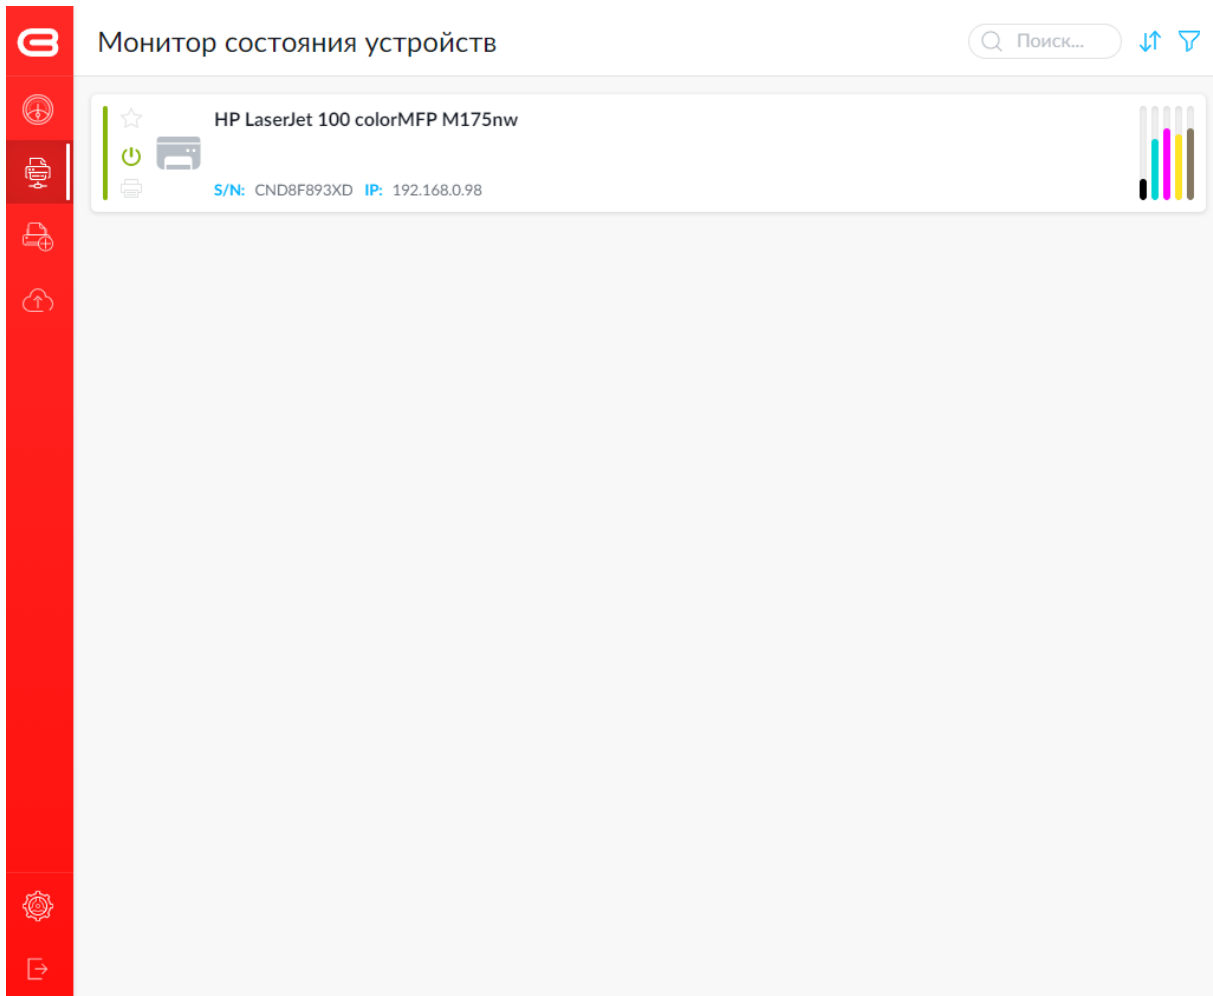 Монитор состояния устройств
Поиск...
HP LaserJet 100 colorMFP M175nw
S/N: CND8F893XD IP: 192.168.0.98